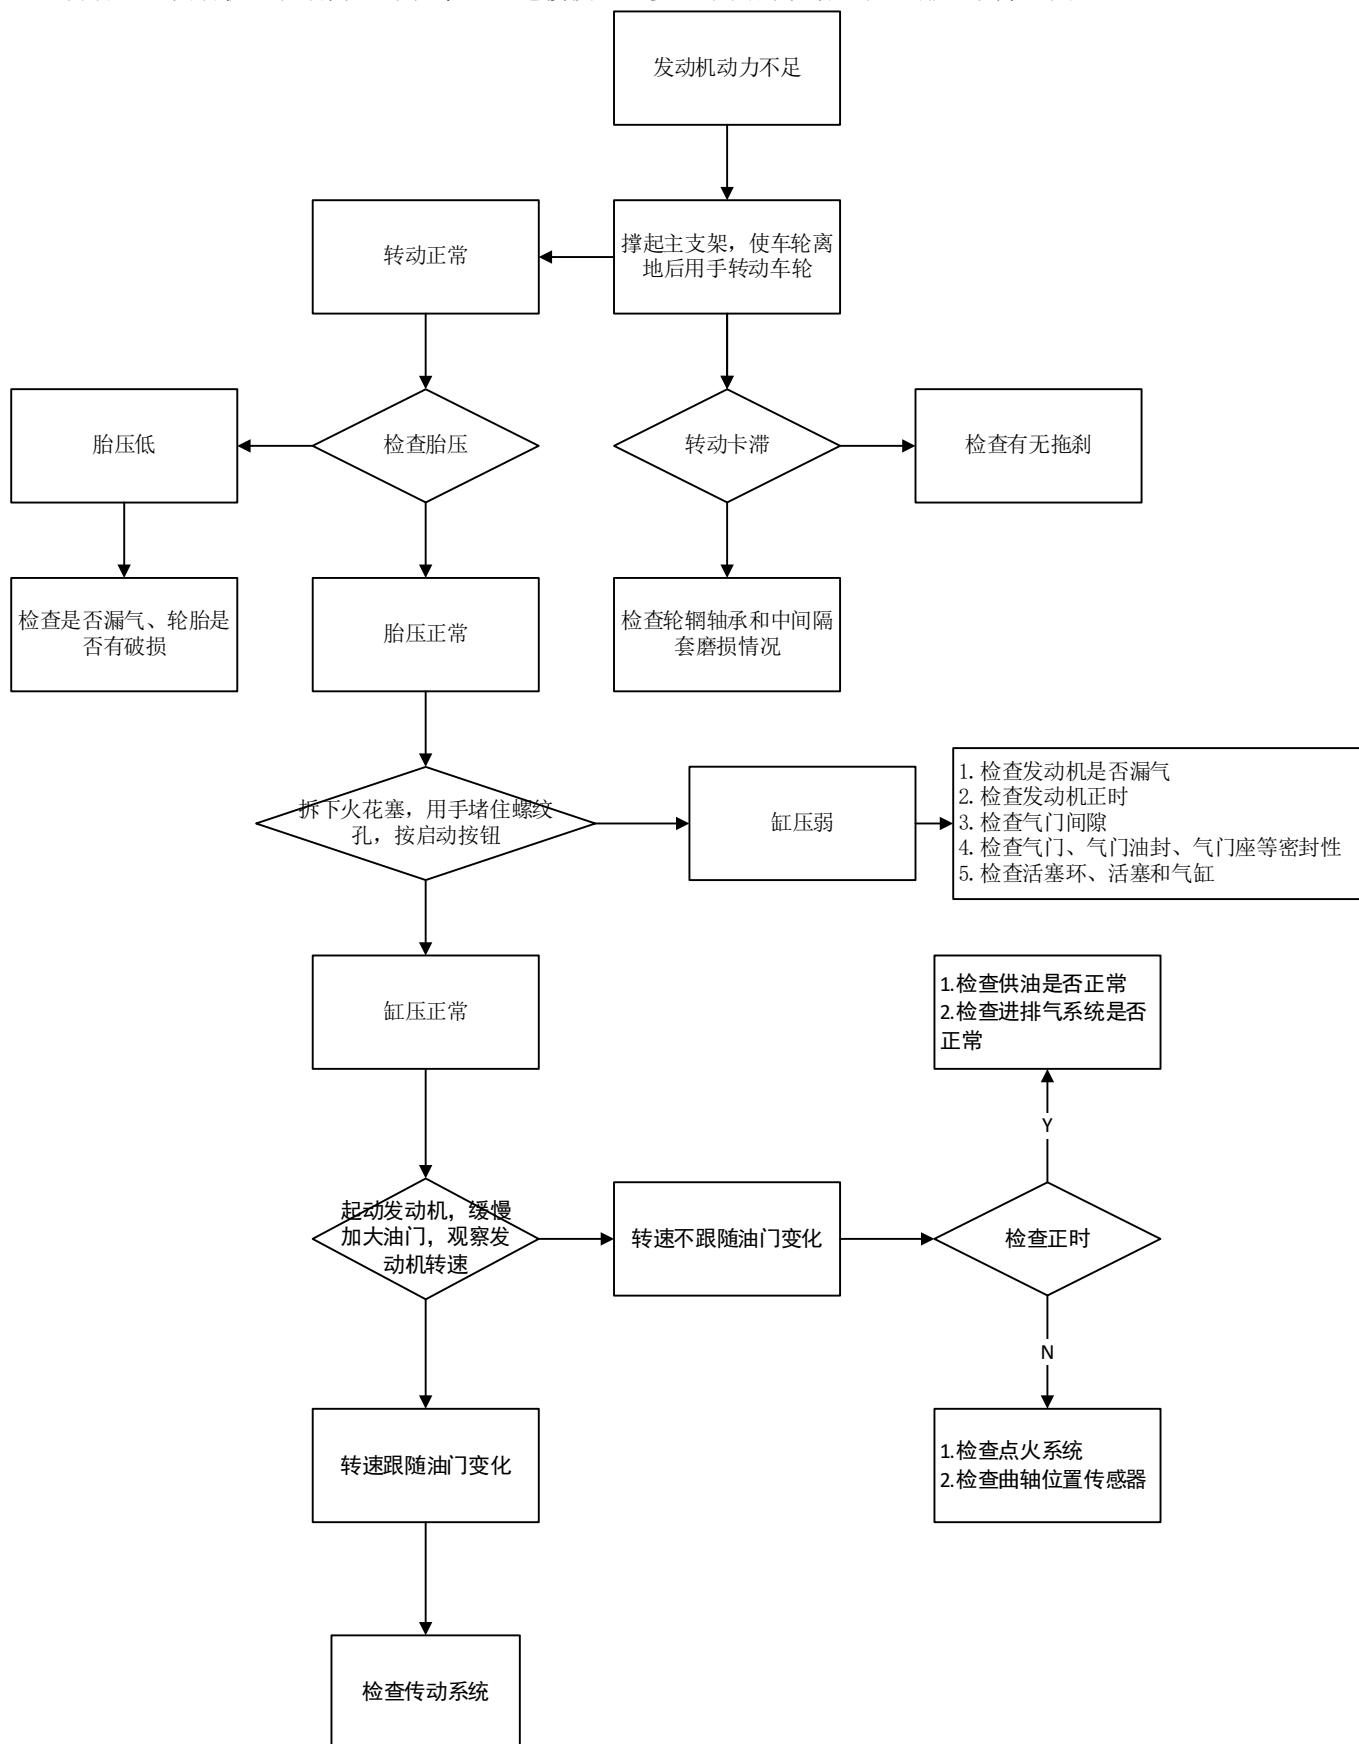 发动机动力不足
转动正常
撑起主支架，使车轮离
地后用手转动车轮
胎压低
检查胎压
转动卡滞
检查有无拖刹
检查是否漏气、轮胎是
否有破损
胎压正常
检查轮辋轴承和中间隔
套磨损情况
拆下火花塞，用手堵住螺纹
孔，按启动按钮
缸压弱
1. 检查发动机是否漏气
2. 检查发动机正时
3. 检查气门间隙
4. 检查气门、气门油封、气门座等密封性
5. 检查活塞环、活塞和气缸
缸压正常
1.检查供油是否正常
2.检查进排气系统是否
正常
Y
起动发动机，缓慢
加大油门，观察发
动机转速
转速不跟随油门变化
检查正时
N
转速跟随油门变化
1.检查点火系统
2.检查曲轴位置传感器
检查传动系统